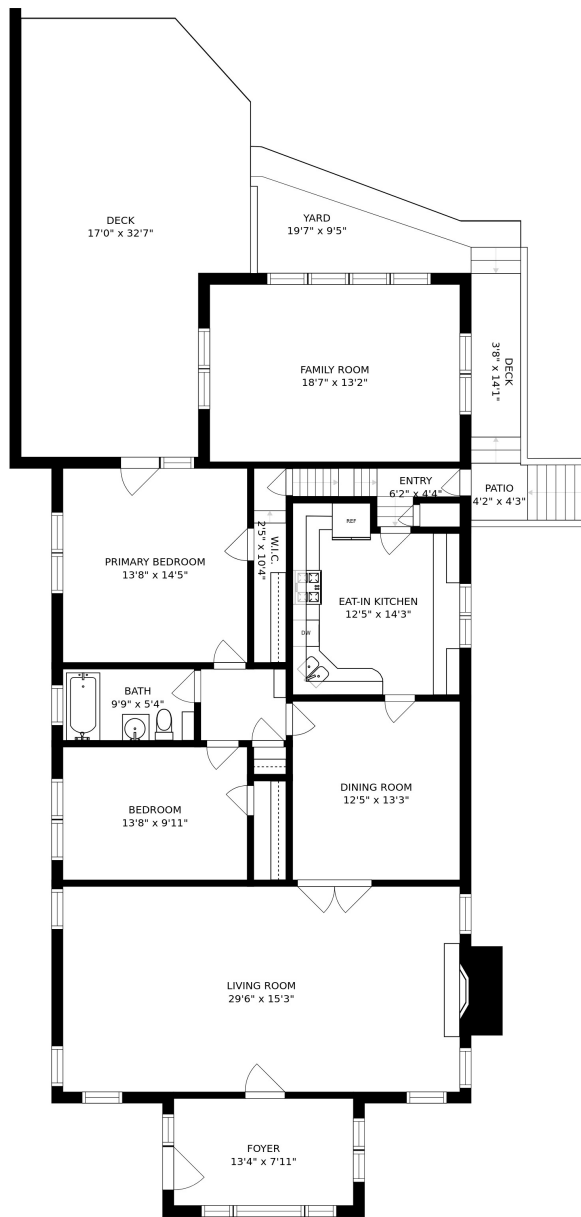 DECK
17'0" x 32'7"
YARD
19'7" x 9'5"
FAMILY ROOM
18'7" x 13'2"
DECK
3'8" x 14'1"
ENTRY
6'2" x 4'4"
PATIO
4'2" x 4'3"
REF
W.I.C.
2'5" x 10'4"
PRIMARY BEDROOM
13'8" x 14'5"
EAT-IN KITCHEN
12'5" x 14'3"
DW
BATH
9'9" x 5'4"
DINING ROOM
12'5" x 13'3"
BEDROOM
13'8" x 9'11"
LIVING ROOM
29'6" x 15'3"
FOYER
13'4" x 7'11"